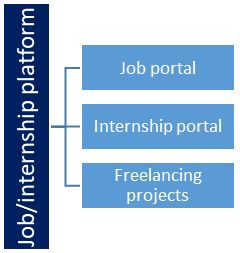 Job/internship platform
Job portal
Internship portal
Freelancing
projects